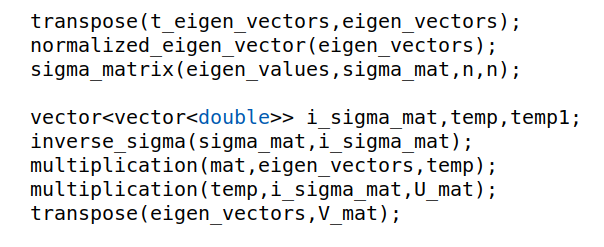 transpose(t_eigen_vectors,eigen_vectors);
normalized_eigen_vector(eigen_vectors);
sigma_matrix(eigen_values,sigma_mat,n,n);
vector<vector<double>> i_sigma_mat,temp,temp1;
inverse_sigma(sigma_mat,i_sigma_mat);
multiplication(mat,eigen_vectors,temp);
multiplication(temp,i_sigma_mat,U_mat);
transpose(eigen_vectors,V_mat);